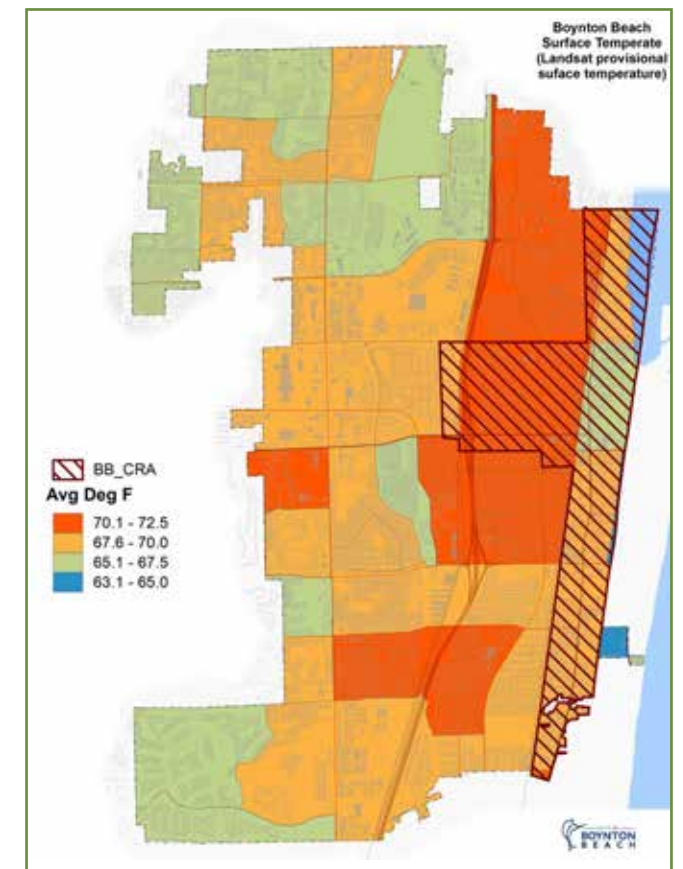 Boynton Beach
Surface Temperate
(Landsat provisional
suface temperature)
BB_CRA
Avg Deg F
70.1 - 72.5
67.6 - 70.0
65.1 - 67.5
63.1 - 65.0
BOYNTON
BEACH